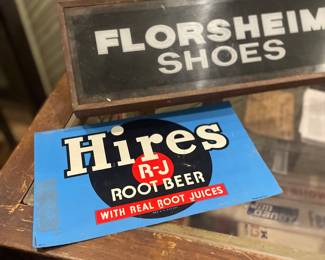 FLORSHEIM
SHOES
Hires
R-J
ROOT BEER
WITH REAL ROOT JUICES